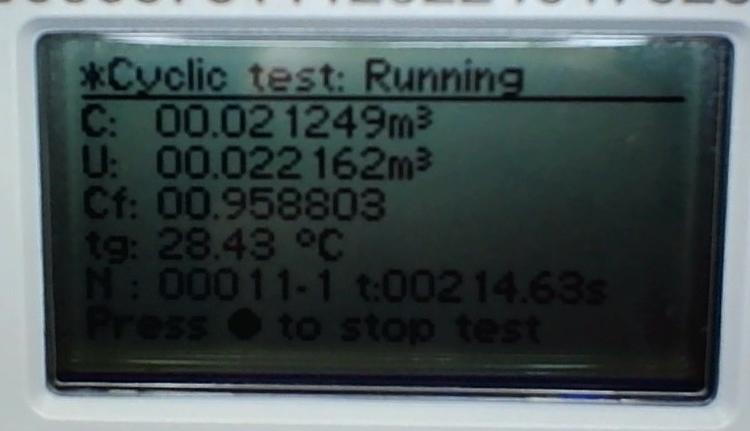 *Cyclic test: Running
C: 00.021249m³
U: 00.022162m³
Cf: 00.958803
tg: 28.43 °C
N : 00011-1 t:00214.63s
Press ● to stop test